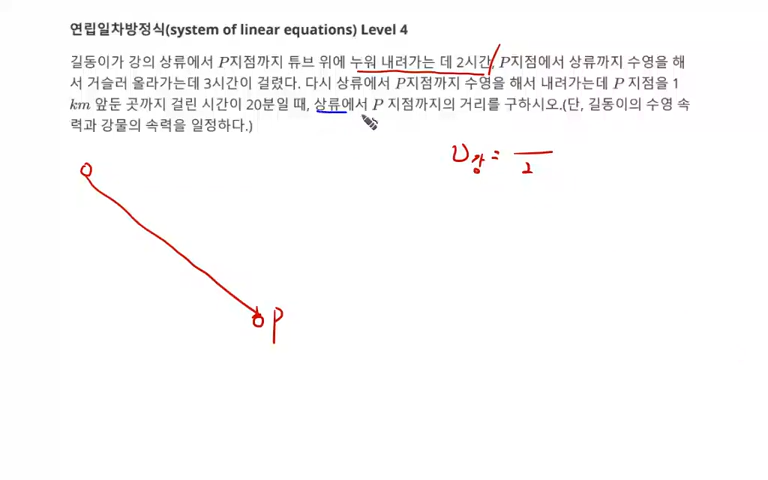 연립일차방정식(system of linear equations) Level 4
길동이가 강의 상류에서 P지점까지 튜브 위에 누워 내려가는 데 2시간, P지점에서 상류까지 수영을 해
서 거슬러 올라가는데 3시간이 걸렸다. 다시 상류에서 P지점까지 수영을 해서 내려가는데 P 지점을 1
km 앞둔 곳까지 걸린 시간이 20분일 때, 상류에서 P 지점까지의 거리를 구하시오.(단, 길동이의 수영 속
력과 강물의 속력을 일정하다.)
V강 = — / 2
P